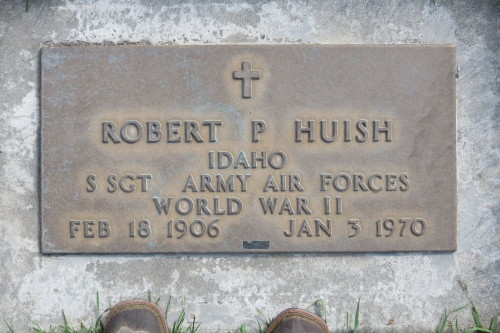 ROBERT P HUISH
IDAHO
S SGT ARMY AIR FORCES
WORLD WAR II
FEB 18 1906 JAN 3 1970